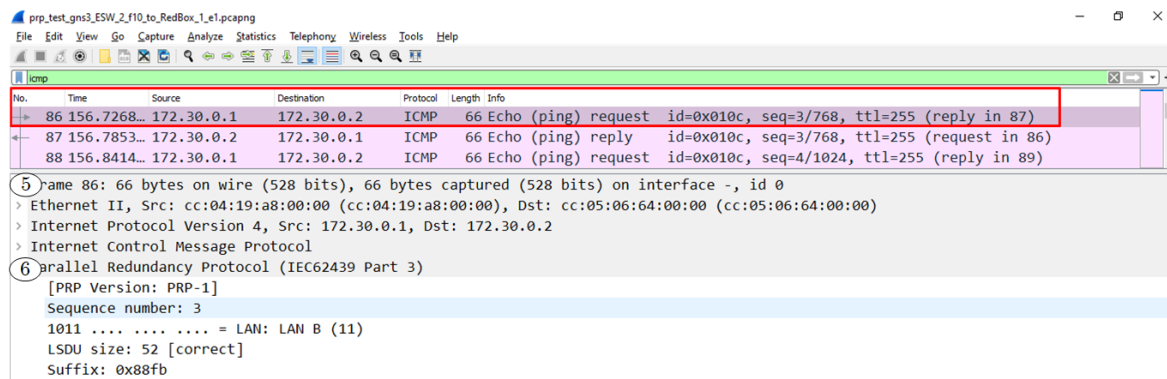 prp_test_gns3_ESW_2_f10_to_RedBox_1_e1.pcapng
File Edit View Go Capture Analyze Statistics Telephony Wireless Tools Help
icmp
No. Time Source Destination Protocol Length Info
86 156.7268… 172.30.0.1 172.30.0.2 ICMP 66 Echo (ping) request id=0x010c, seq=3/768, ttl=255 (reply in 87)
87 156.7853… 172.30.0.2 172.30.0.1 ICMP 66 Echo (ping) reply id=0x010c, seq=3/768, ttl=255 (request in 86)
88 156.8414… 172.30.0.1 172.30.0.2 ICMP 66 Echo (ping) request id=0x010c, seq=4/1024, ttl=255 (reply in 89)
5 rame 86: 66 bytes on wire (528 bits), 66 bytes captured (528 bits) on interface -, id 0
> Ethernet II, Src: cc:04:19:a8:00:00 (cc:04:19:a8:00:00), Dst: cc:05:06:64:00:00 (cc:05:06:64:00:00)
> Internet Protocol Version 4, Src: 172.30.0.1, Dst: 172.30.0.2
> Internet Control Message Protocol
6 arallel Redundancy Protocol (IEC62439 Part 3)
[PRP Version: PRP-1]
Sequence number: 3
1011 .... .... .... = LAN: LAN B (11)
LSDU size: 52 [correct]
Suffix: 0x88fb